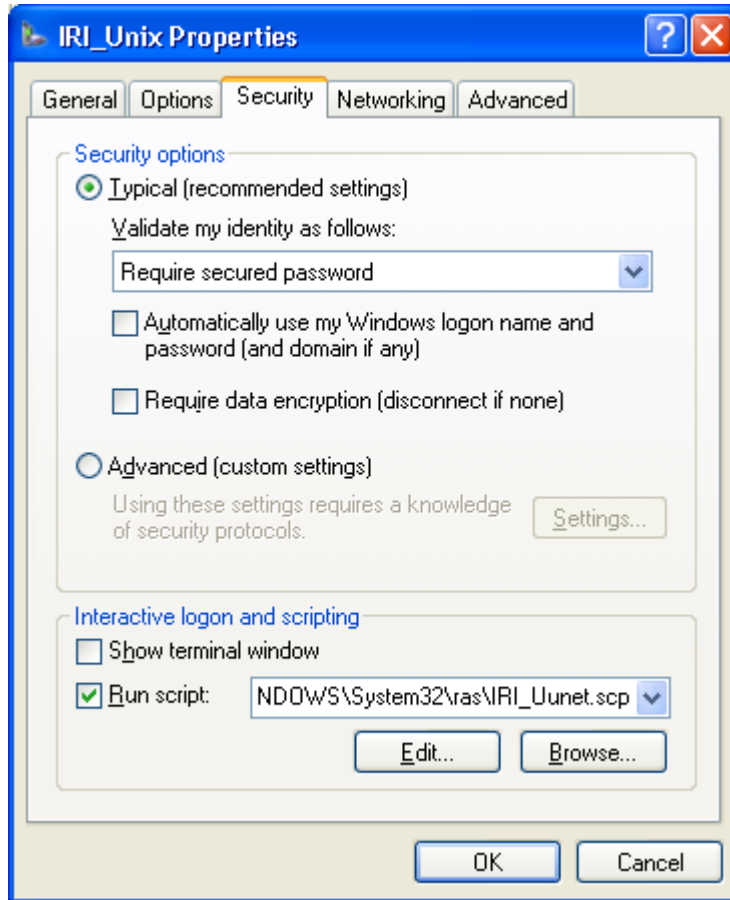 IRI_Unix Properties
General Options Security Networking Advanced
Security options
Typical (recommended settings)
Validate my identity as follows:
Require secured password
Automatically use my Windows logon name and
password (and domain if any)
Require data encryption (disconnect if none)
Advanced (custom settings)
Using these settings requires a knowledge
of security protocols.
Settings...
Interactive logon and scripting
Show terminal window
Run script: NDOWS\System32\ras\IRI_Uunet.scp
Edit... Browse...
OK Cancel